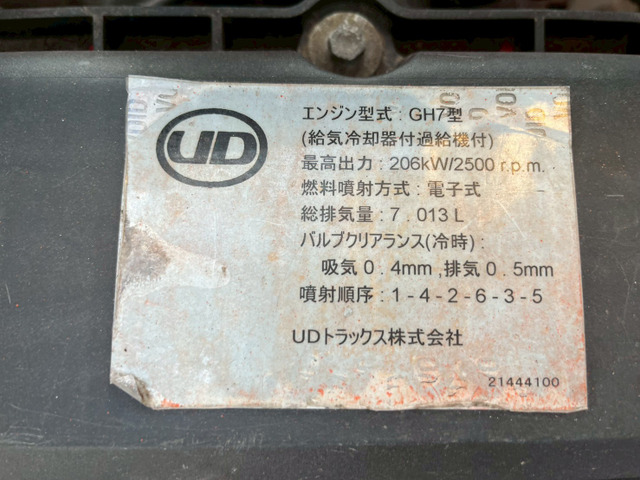 UD
エンジン型式 : GH7型
(給気冷却器付過給機付)
最高出力 : 206kW/2500 r.p.m.
燃料噴射方式 : 電子式
総排気量 : 7.013 L
バルブクリアランス(冷時) :
吸気0.4mm ,排気0.5mm
噴射順序 : 1-4-2-6-3-5
UDトラックス株式会社
21444100